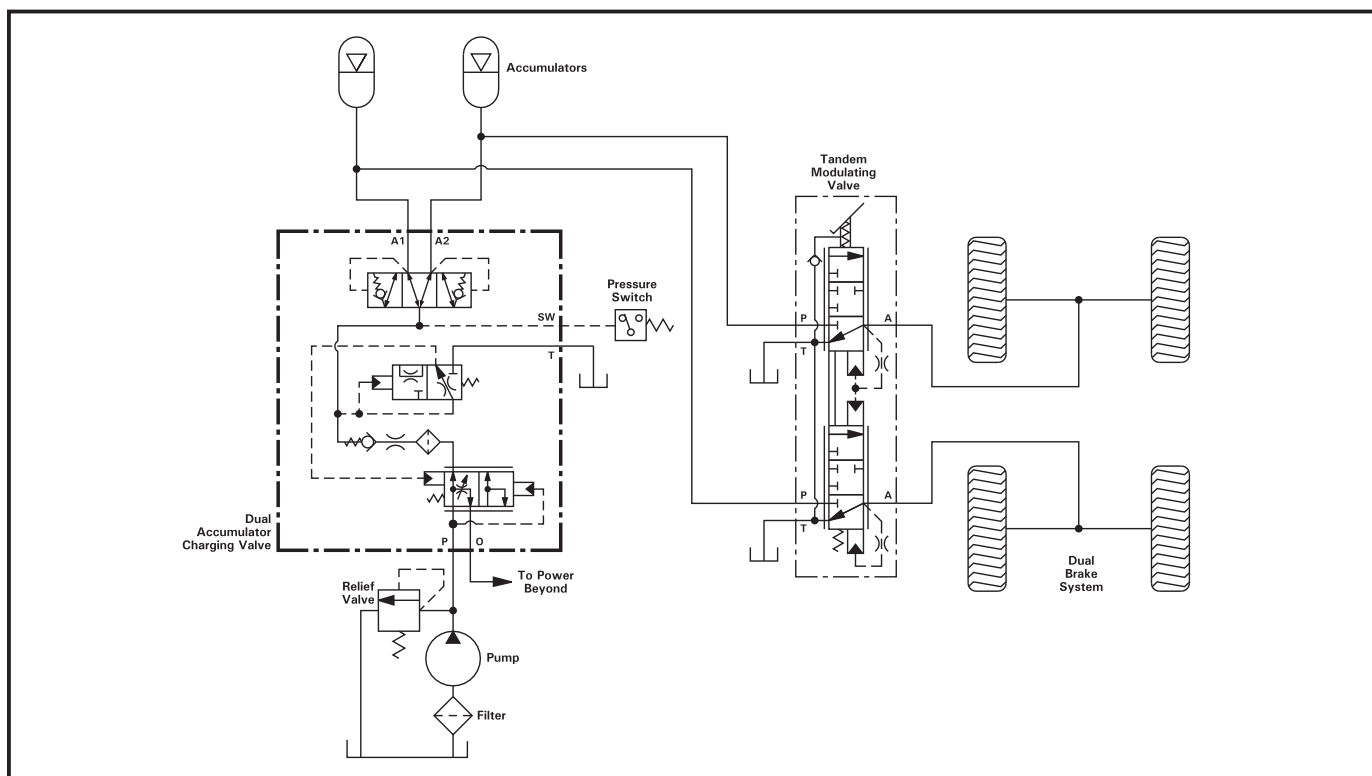 Accumulators
Tandem
Modulating
Valve
A1 A2
Pressure
Switch
SW
T
P A
T
P A
T
Dual
Accumulator
Charging Valve
P O
To Power
Beyond
Relief
Valve
Pump
Filter
Dual
Brake
System